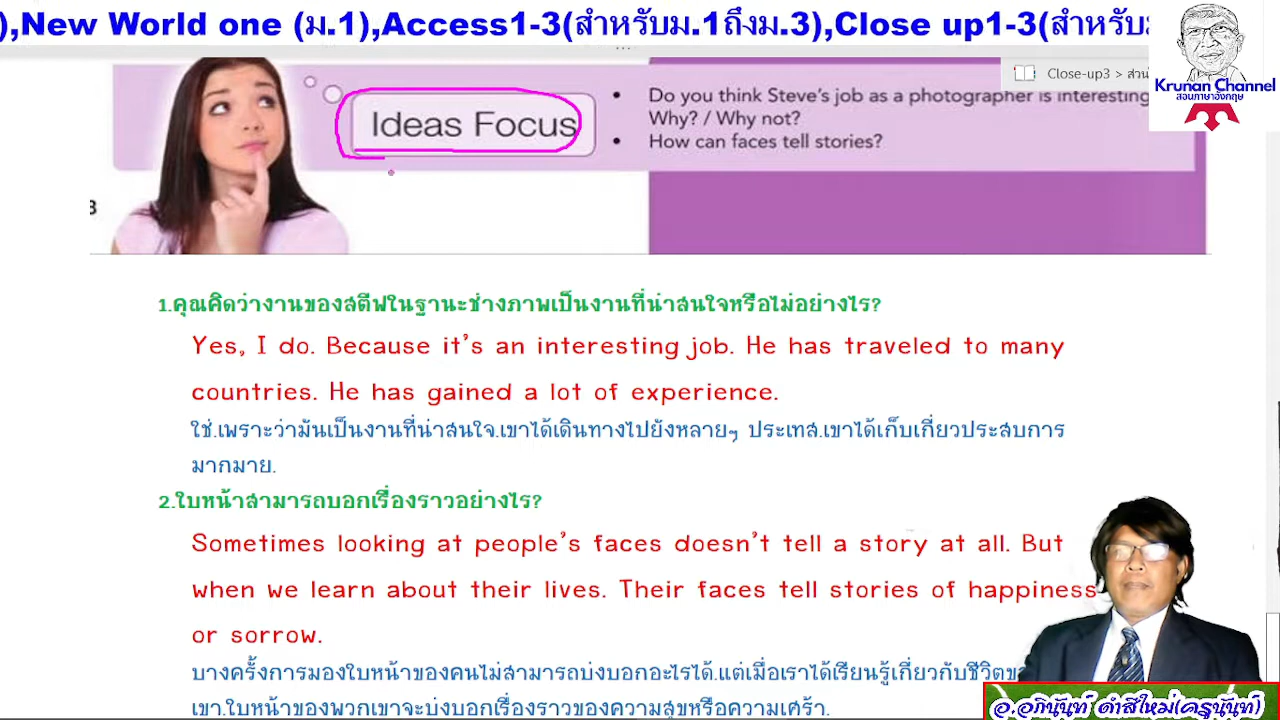 ),New World one (ม.1),Access1-3(สำหรับม.1ถึงม.3),Close up1-3(สำหรับม
Close-up3 > ส่วน
Krunan Channel
สอนภาษาอังกฤษ
Ideas Focus
• Do you think Steve's job as a photographer is interesting
Why? / Why not?
• How can faces tell stories?
8
1.คุณคิดว่างานของสตีฟในฐานะช่างภาพเป็นงานที่น่าสนใจหรือไม่อย่างไร?
Yes, I do. Because it's an interesting job. He has traveled to many
countries. He has gained a lot of experience.
ใช่.เพราะว่ามันเป็นงานที่น่าสนใจ.เขาได้เดินทางไปยังหลายๆ ประเทส.เขาได้เก็บเกี่ยวประสบการ
มากมาย.
2.ใบหน้าสามารถบอกเรื่องราวอย่างไร?
Sometimes looking at people's faces doesn't tell a story at all. But
when we learn about their lives. Their faces tell stories of happiness
or sorrow.
บางครั้งการมองใบหน้าของคนไม่สามารถบ่งบอกอะไรได้.แต่เมื่อเราได้เรียนรู้เกี่ยวกับชีวิตข
เขา.ใบหน้าของพวกเขาจะบ่งบอกเรื่องราวของความสุขหรือความเศร้า.
อ.อภินันท์ คำสีใหม่(ครูนันท์)